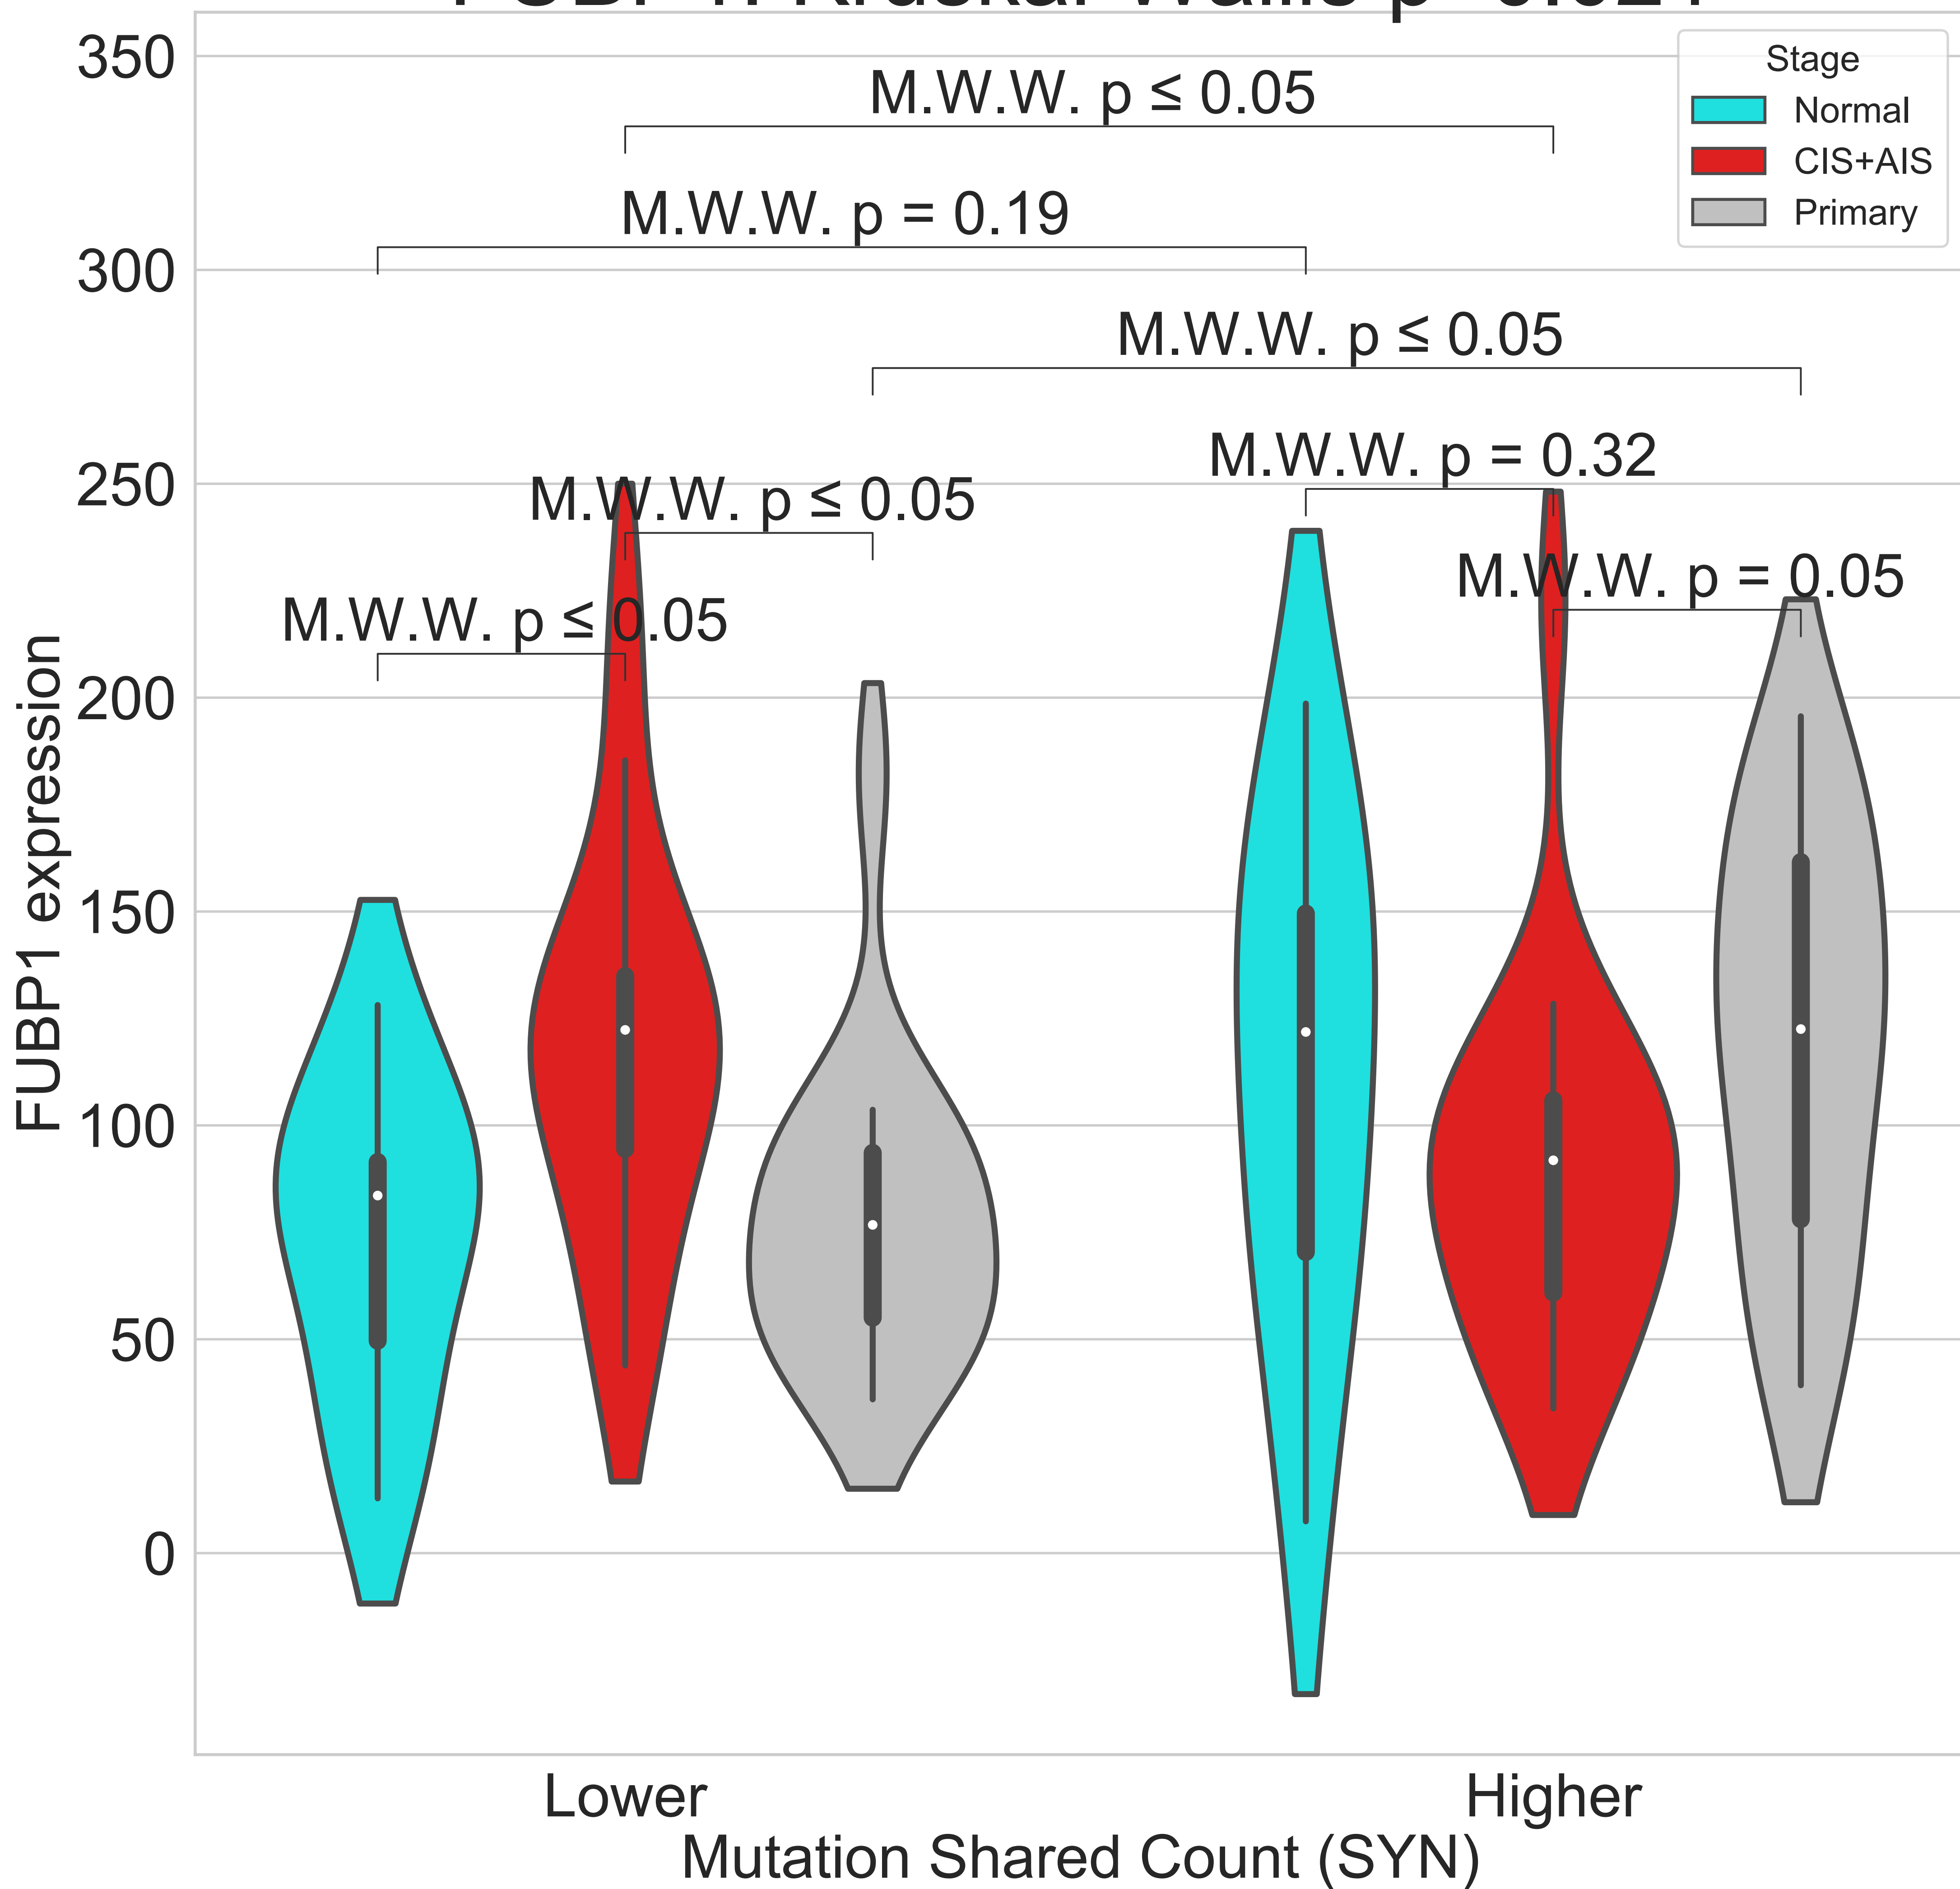 350
300
250
200
150
100
50
0
FUBP1 expression
Stage
Normal
CIS+AIS
Primary
M.W.W. p ≤ 0.05
M.W.W. p = 0.19
M.W.W. p ≤ 0.05
M.W.W. p = 0.32
M.W.W. p ≤ 0.05
M.W.W. p = 0.05
M.W.W. p ≤ 0.05
Lower
Higher
Mutation Shared Count (SYN)